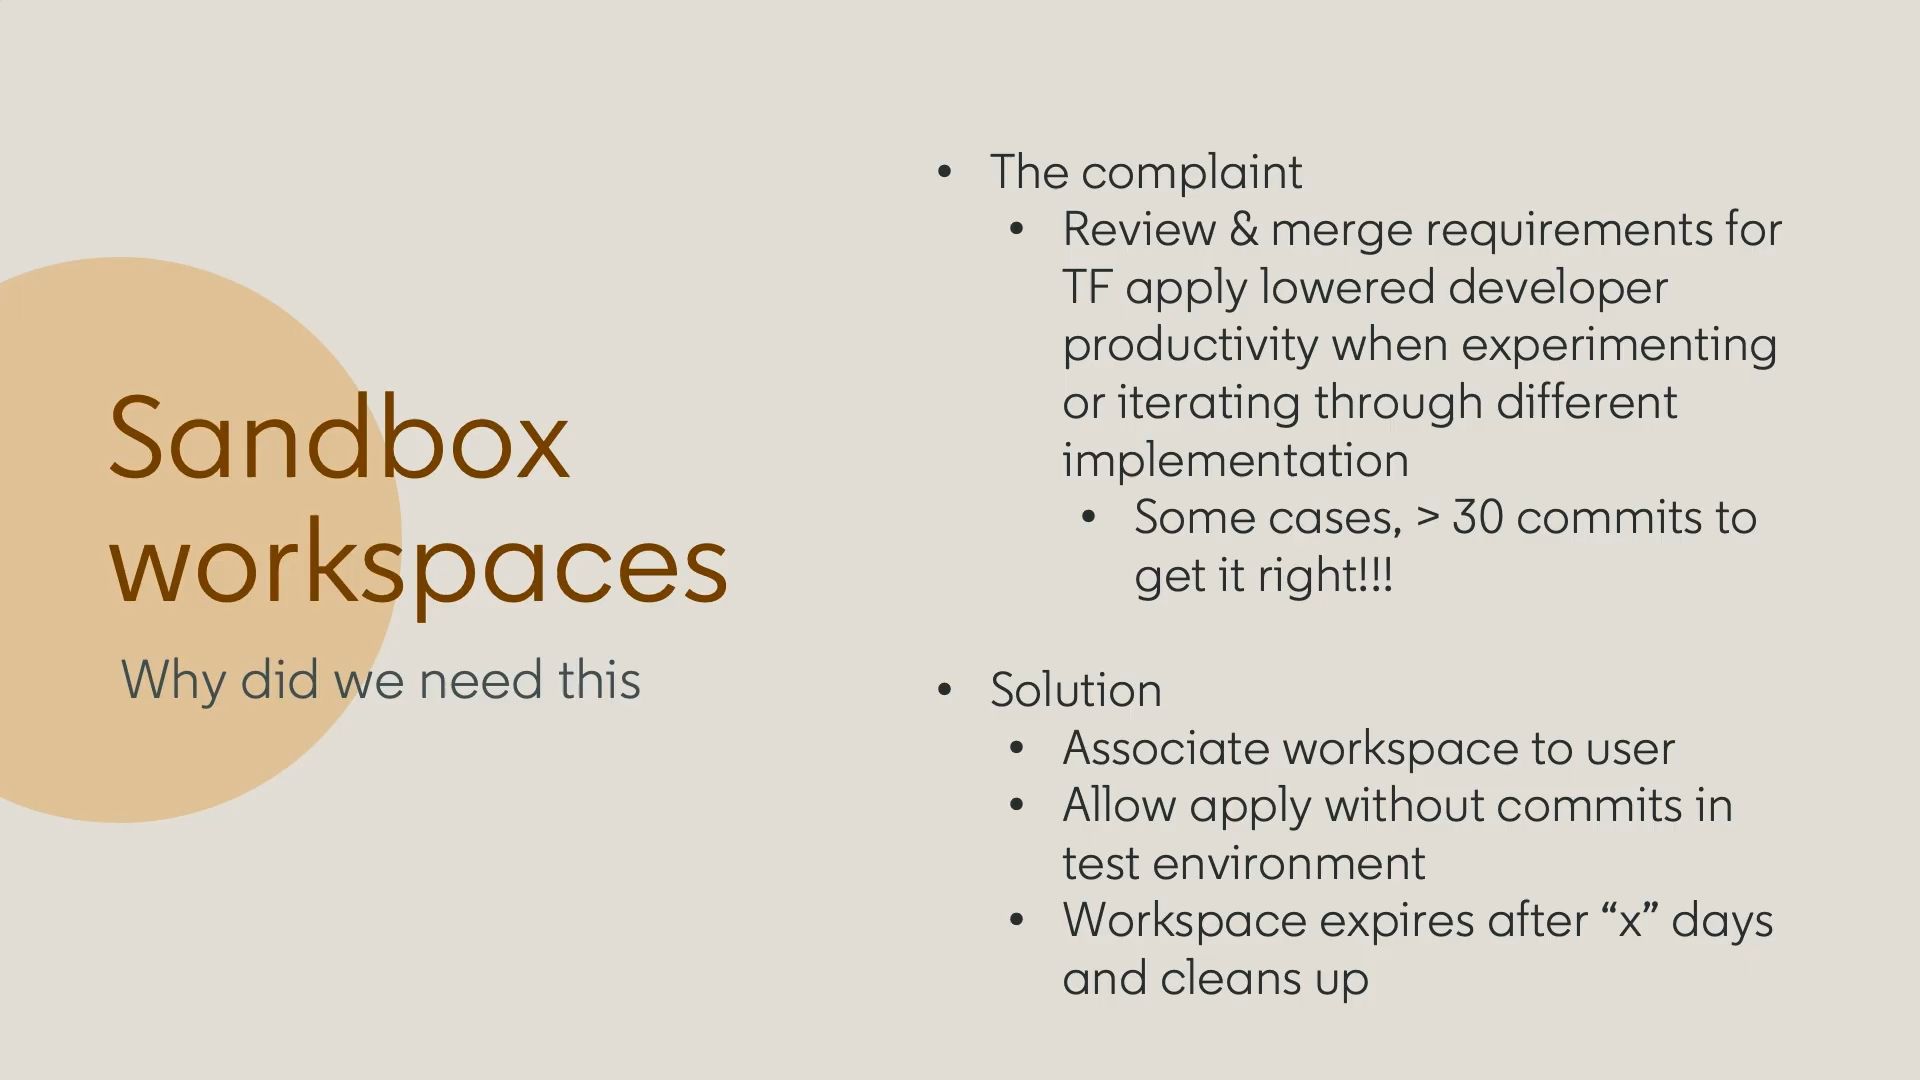 Sandbox
workspaces
Why did we need this
• The complaint
• Review & merge requirements for
TF apply lowered developer
productivity when experimenting
or iterating through different
implementation
• Some cases, > 30 commits to
get it right!!!
• Solution
• Associate workspace to user
• Allow apply without commits in
test environment
• Workspace expires after “x” days
and cleans up